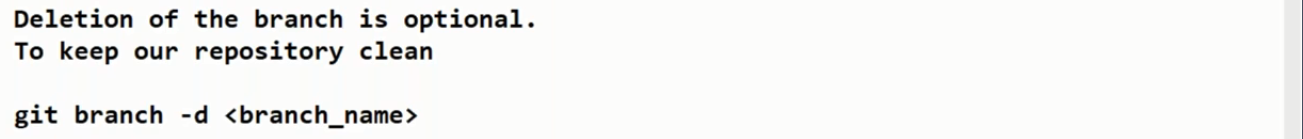 Deletion of the branch is optional.
To keep our repository clean
git branch -d <branch_name>